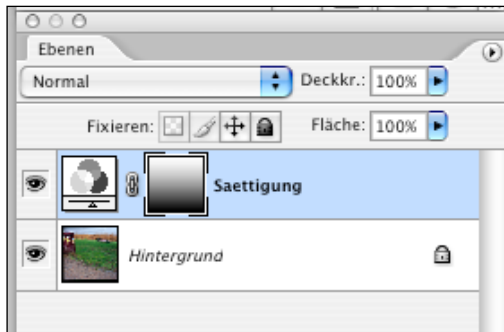 Ebenen
Normal Deckkr.: 100%
Fixieren: Fläche: 100%
Saettigung
Hintergrund